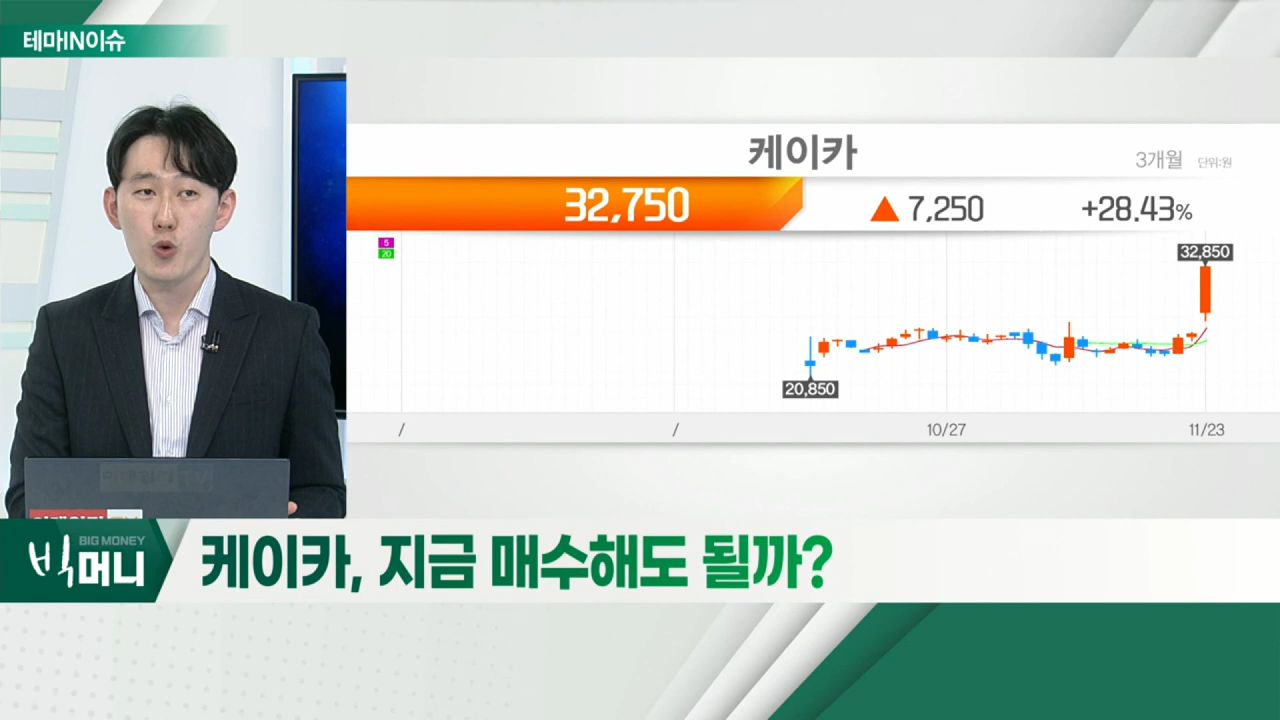 테마IN이슈
케이카
3개월 단위:원
32,750 ▲ 7,250 +28.43%
5
20
32,850
20,850
/ / 10/27 11/23
BIG MONEY
빅머니
케이카, 지금 매수해도 될까?